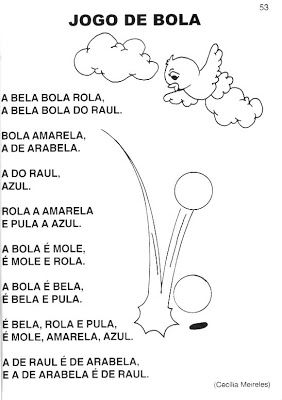 53
JOGO DE BOLA
A BELA BOLA ROLA,
A BELA BOLA DO RAUL.
BOLA AMARELA,
A DE ARABELA.
A DO RAUL,
AZUL.
ROLA A AMARELA
E PULA A AZUL.
A BOLA É MOLE,
É MOLE E ROLA.
A BOLA É BELA,
É BELA E PULA.
É BELA, ROLA E PULA,
É MOLE, AMARELA, AZUL.
A DE RAUL É DE ARABELA,
E A DE ARABELA É DE RAUL.
(Cecília Meireles)